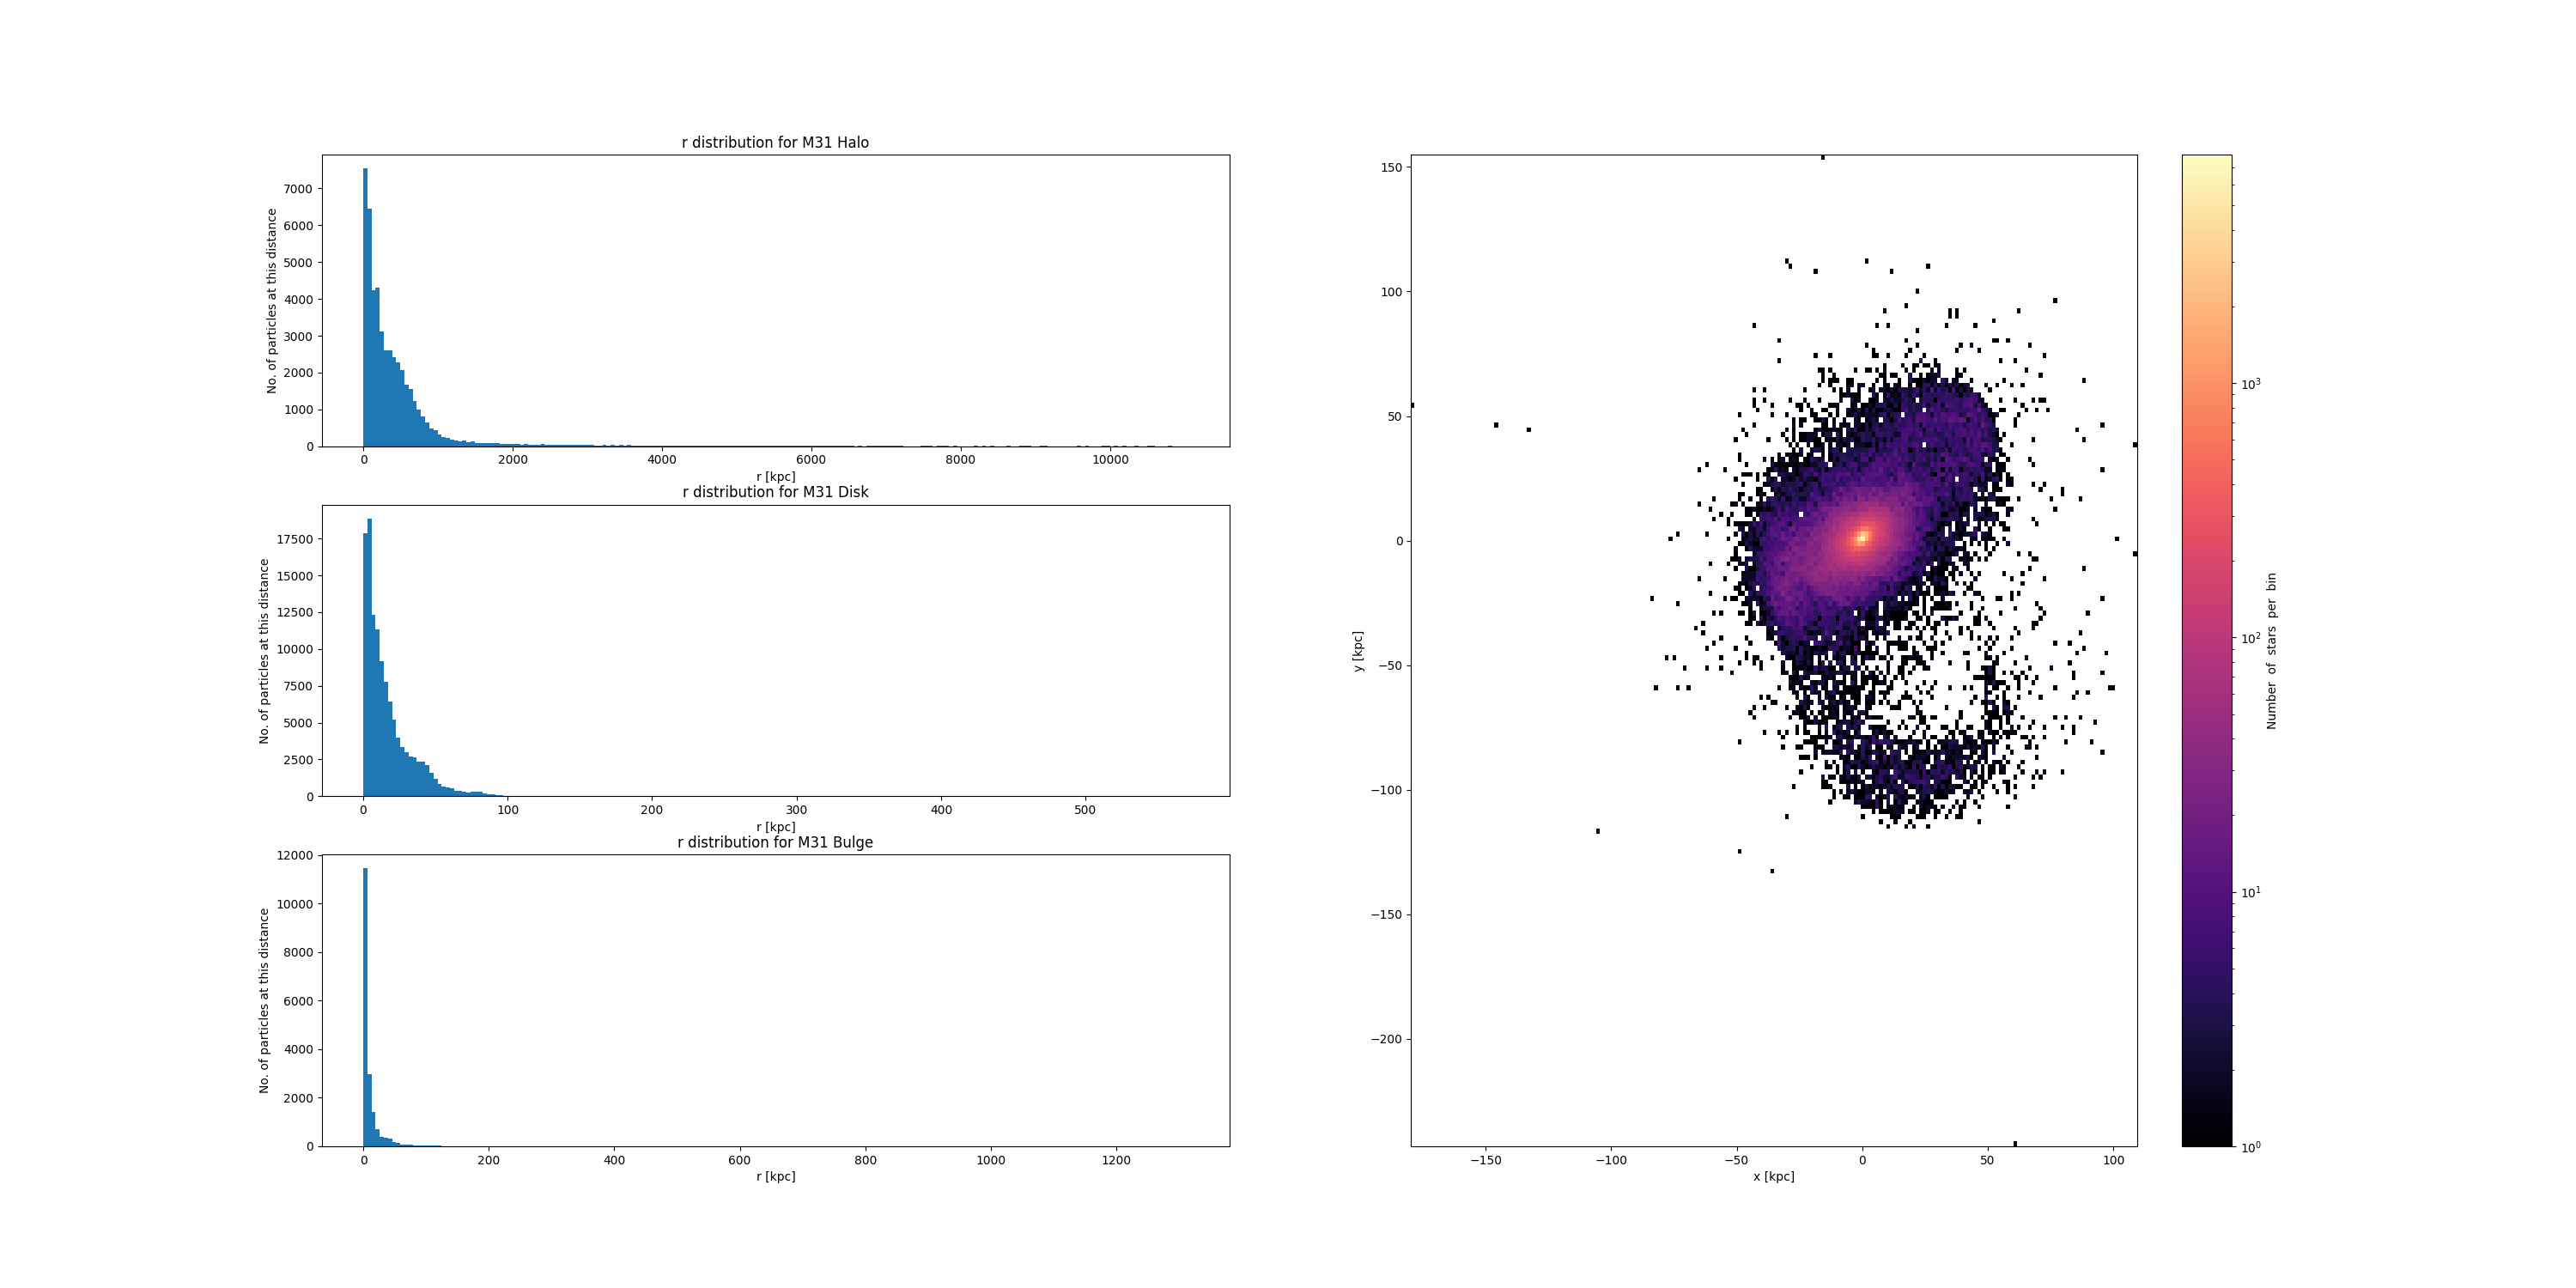 r distribution for M31 Halo
No. of particles at this distance
7000
6000
5000
4000
3000
2000
1000
0
0 2000 4000 6000 8000 10000
r [kpc]
r distribution for M31 Disk
No. of particles at this distance
17500
15000
12500
10000
7500
5000
2500
0
0 100 200 300 400 500
r [kpc]
r distribution for M31 Bulge
No. of particles at this distance
12000
10000
8000
6000
4000
2000
0
0 200 400 600 800 1000 1200
r [kpc]
y [kpc]
150
100
50
0
−50
−100
−150
−200
−150 −100 −50 0 50 100
x [kpc]
10³
10²
10¹
10⁰
Number of stars per bin